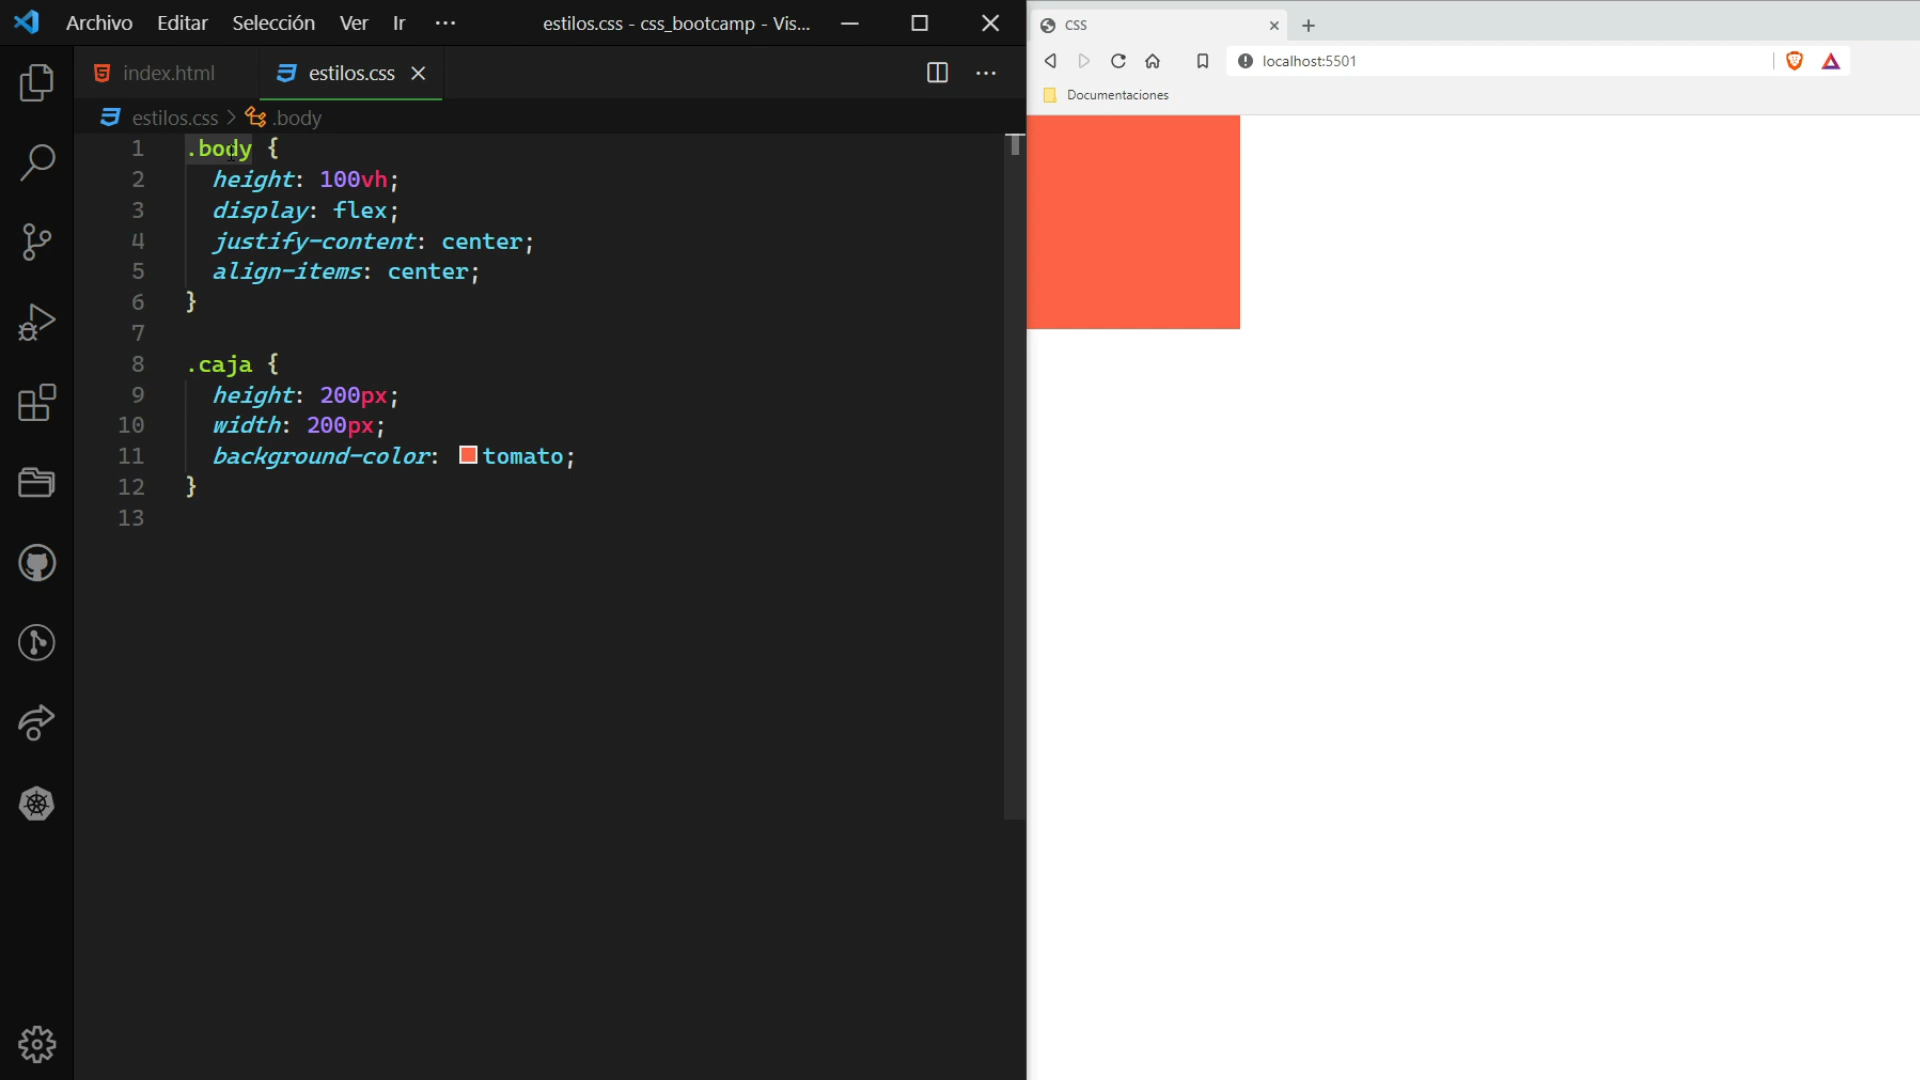 Archivo Editar Selección Ver Ir ··· estilos.css - css_bootcamp - Vis...
index.html estilos.css
estilos.css > .body
1 .body {
2 height: 100vh;
3 display: flex;
4 justify-content: center;
5 align-items: center;
6 }
7
8 .caja {
9 height: 200px;
10 width: 200px;
11 background-color: tomato;
12 }
13
CSS
localhost:5501
Documentaciones